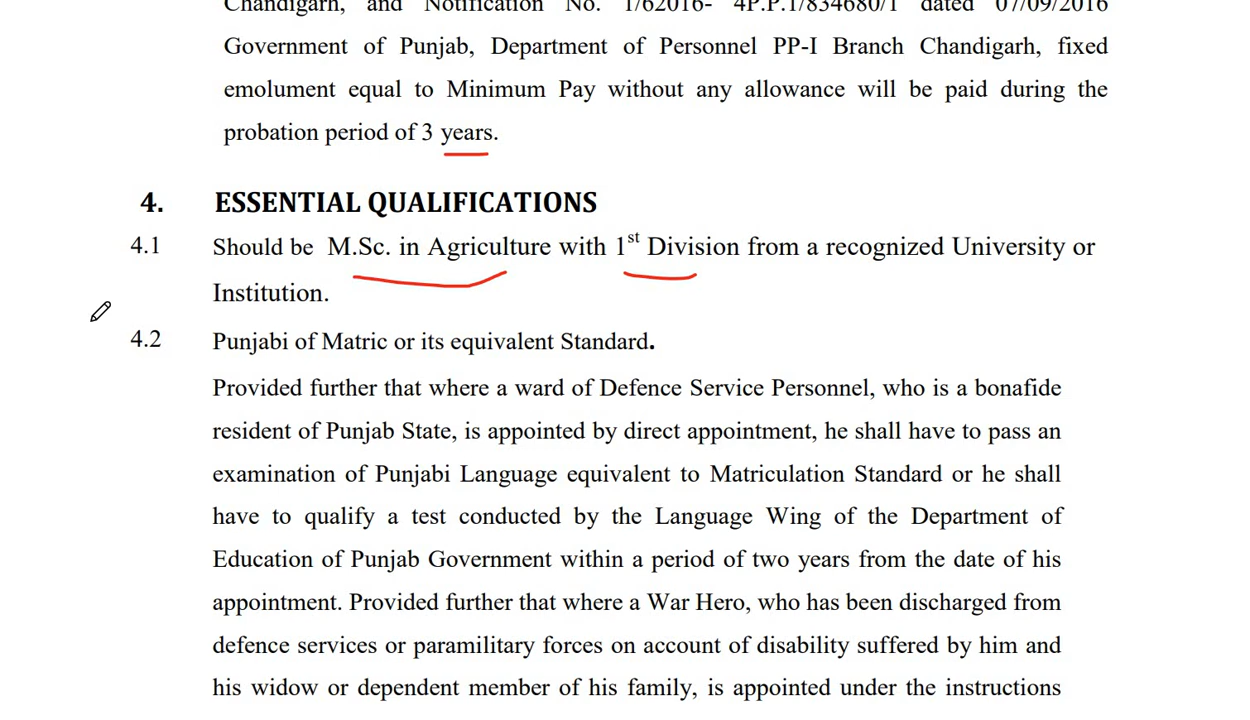 Chandigarh, and Notification No. 1/62016- 4P.P.1/834680/1 dated 07/09/2016
Government of Punjab, Department of Personnel PP-I Branch Chandigarh, fixed
emolument equal to Minimum Pay without any allowance will be paid during the
probation period of 3 years.
4. ESSENTIAL QUALIFICATIONS
4.1 Should be M.Sc. in Agriculture with 1st Division from a recognized University or
Institution.
4.2 Punjabi of Matric or its equivalent Standard.
Provided further that where a ward of Defence Service Personnel, who is a bonafide
resident of Punjab State, is appointed by direct appointment, he shall have to pass an
examination of Punjabi Language equivalent to Matriculation Standard or he shall
have to qualify a test conducted by the Language Wing of the Department of
Education of Punjab Government within a period of two years from the date of his
appointment. Provided further that where a War Hero, who has been discharged from
defence services or paramilitary forces on account of disability suffered by him and
his widow or dependent member of his family, is appointed under the instructions